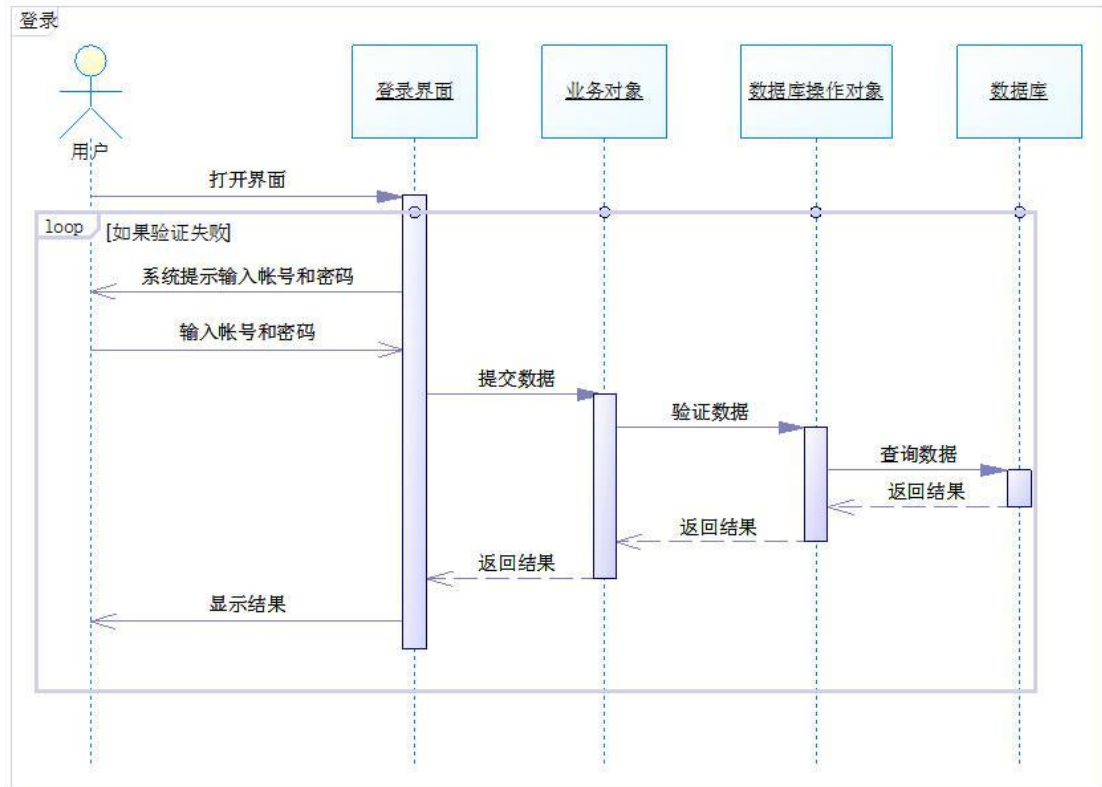 登录
登录界面
业务对象
数据库操作对象
数据库
用户
打开界面
loop
[如果验证失败]
系统提示输入帐号和密码
输入帐号和密码
提交数据
验证数据
查询数据
返回结果
返回结果
返回结果
显示结果